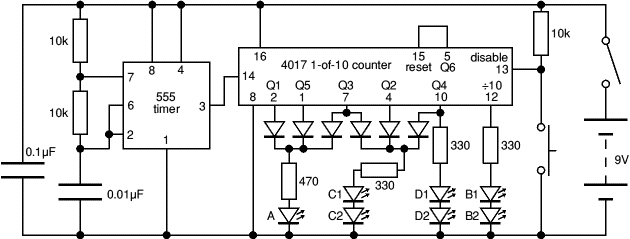 10k
10k
0.1µF
0.01µF
8 4
7
6
2
555
timer
3
1
16
15 5
reset Q6
4017 1-of-10 counter
disable
13
14
8
Q1 Q5 Q3 Q2 Q4 ÷10
2 1 7 4 10 12
470
330
330
330
A
C1
C2
D1
D2
B1
B2
10k
9V